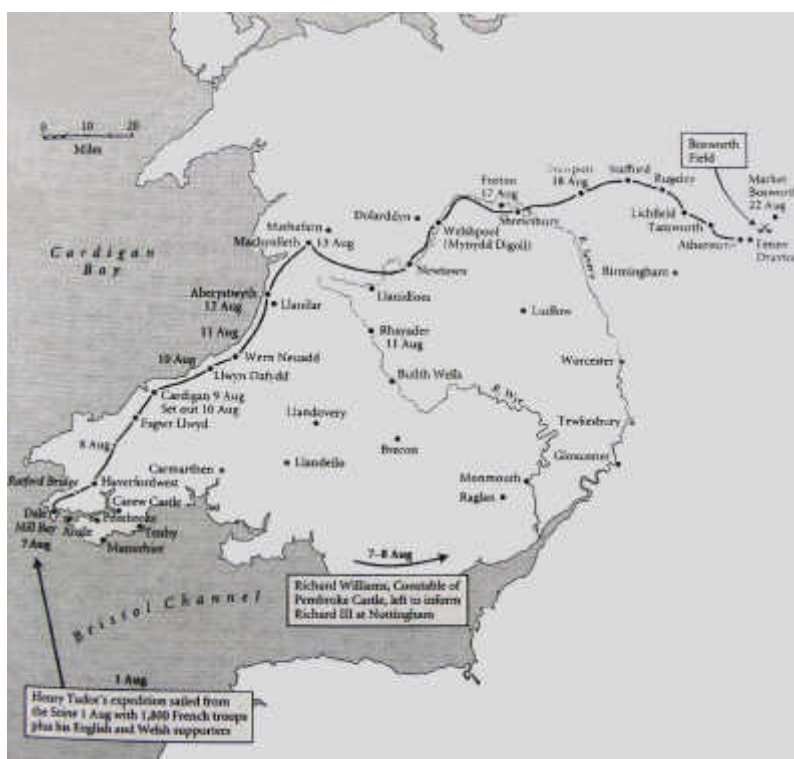 0 10 20
Miles
Bosworth
Field
Market
Bosworth
22 Aug
Stafford
Rugeley
18 Aug
Forton
17 Aug
Shrewsbury
Lichfield
Tamworth
Atherstone
Fenny
Drayton
Dolarddyn
Welshpool
(Mynydd Digoll)
Mathafarn
Machynlleth
13 Aug
Newtown
R. Severn
Birmingham
Cardigan
Bay
Aberystwyth
12 Aug
Llanilar
Llanidloes
Ludlow
11 Aug
Rhayader
11 Aug
10 Aug
Wern Neuadd
Llwyn Dafydd
Worcester
Builth Wells
R. Wye
Cardigan 9 Aug
Set out 10 Aug
Fagwr Llwyd
Llandovery
Tewkesbury
8 Aug
Brecon
Gloucester
Carmarthen
Llandeilo
Monmouth
Raglan
Haverfordwest
Carew Castle
Dale
Mill Bay
7 Aug
Angle
Pembroke
Tenby
Manorbier
7-8 Aug
Richard Williams, Constable of
Pembroke Castle, left to inform
Richard III at Nottingham
Bristol Channel
1 Aug
Henry Tudor's expedition sailed from
the Seine 1 Aug with 1,800 French troops
plus his English and Welsh supporters